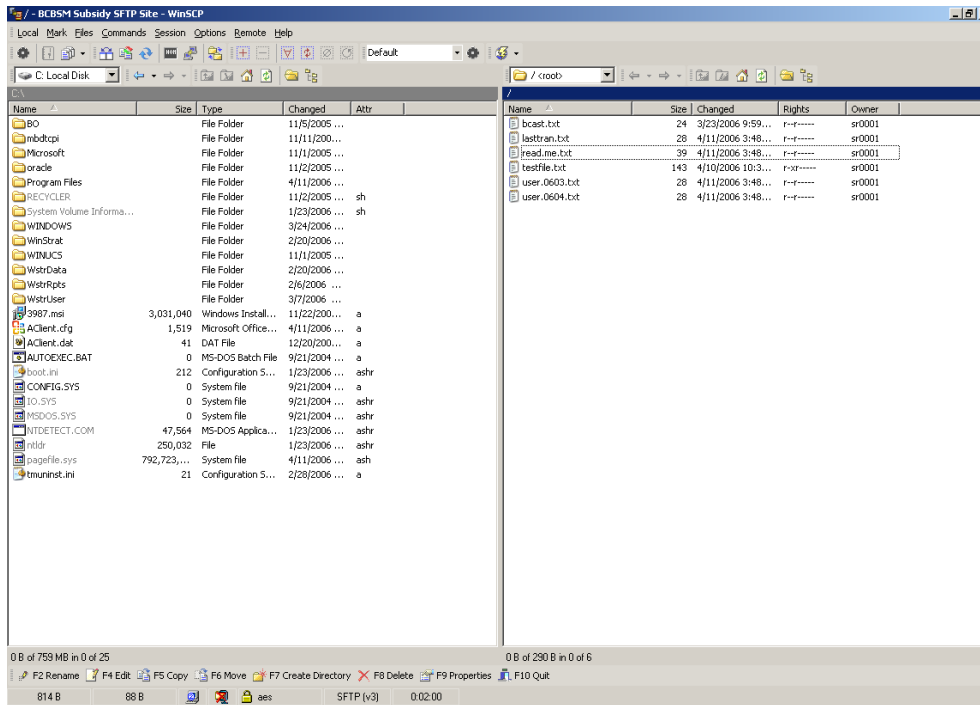 / - BCBSM Subsidy SFTP Site - WinSCP
Local Mark Files Commands Session Options Remote Help
Default
C: Local Disk / <root>
C:\ /
Name Size Type Changed Attr Name Size Changed Rights Owner
BO File Folder 11/5/2005 ... bcast.txt 24 3/23/2006 9:59... r--r----- sr0001
mbdtcpi File Folder 11/11/200... lasttran.txt 28 4/11/2006 3:48... r--r----- sr0001
Microsoft File Folder 11/1/2005 ... read.me.txt 39 4/11/2006 3:48... r--r----- sr0001
oracle File Folder 11/2/2005 ... testfile.txt 143 4/10/2006 10:3... r-xr----- sr0001
Program Files File Folder 4/11/2006 ... user.0603.txt 28 4/11/2006 3:48... r--r----- sr0001
RECYCLER File Folder 11/2/2005 ... sh user.0604.txt 28 4/11/2006 3:48... r--r----- sr0001
System Volume Informa... File Folder 1/23/2006 ... sh
WINDOWS File Folder 3/24/2006 ...
WinStrat File Folder 2/20/2006 ...
WINUCS File Folder 11/1/2005 ...
WstrData File Folder 2/20/2006 ...
WstrRpts File Folder 2/6/2006 ...
WstrUser File Folder 3/7/2006 ...
3987.msi 3,031,040 Windows Install... 11/22/200... a
AClient.cfg 1,519 Microsoft Office... 4/11/2006 ... a
AClient.dat 41 DAT File 12/20/200... a
AUTOEXEC.BAT 0 MS-DOS Batch File 9/21/2004 ... a
boot.ini 212 Configuration S... 1/23/2006 ... ashr
CONFIG.SYS 0 System file 9/21/2004 ... a
IO.SYS 0 System file 9/21/2004 ... ashr
MSDOS.SYS 0 System file 9/21/2004 ... ashr
NTDETECT.COM 47,564 MS-DOS Applica... 1/23/2006 ... ashr
ntldr 250,032 File 1/23/2006 ... ashr
pagefile.sys 792,723,... System file 4/11/2006 ... ash
tmuninst.ini 21 Configuration S... 2/28/2006 ... a
0 B of 759 MB in 0 of 25 0 B of 290 B in 0 of 6
F2 Rename F4 Edit F5 Copy F6 Move F7 Create Directory F8 Delete F9 Properties F10 Quit
814 B 88 B aes SFTP (v3) 0:02:00